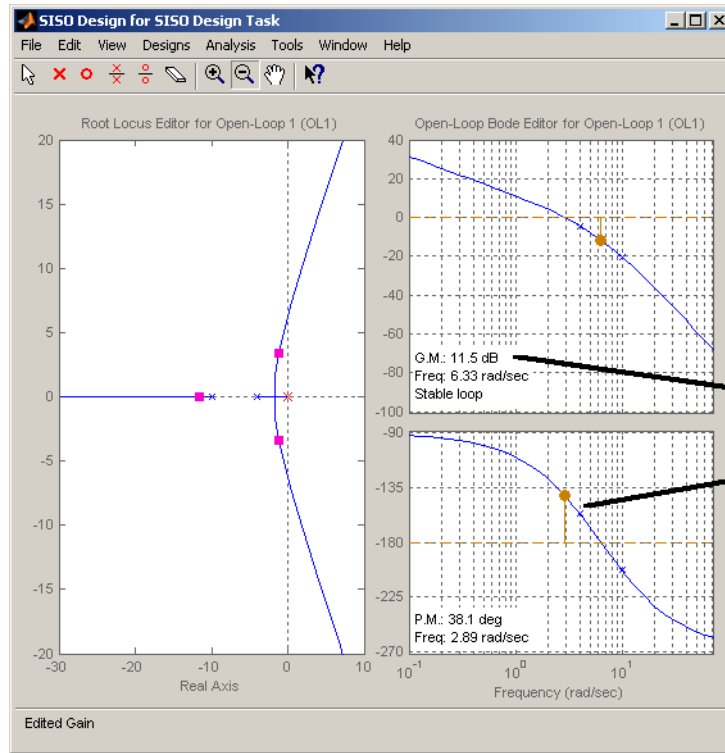 SISO Design for SISO Design Task
File Edit View Designs Analysis Tools Window Help
Root Locus Editor for Open-Loop 1 (OL1)
20
15
10
5
0
-5
-10
-15
-20
-30 -20 -10 0 10
Real Axis
Open-Loop Bode Editor for Open-Loop 1 (OL1)
40
20
0
-20
-40
-60
-80
-100
G.M.: 11.5 dB
Freq: 6.33 rad/sec
Stable loop
-90
-135
-180
-225
-270
P.M.: 38.1 deg
Freq: 2.89 rad/sec
10^-1 10^0 10^1
Frequency (rad/sec)
Edited Gain